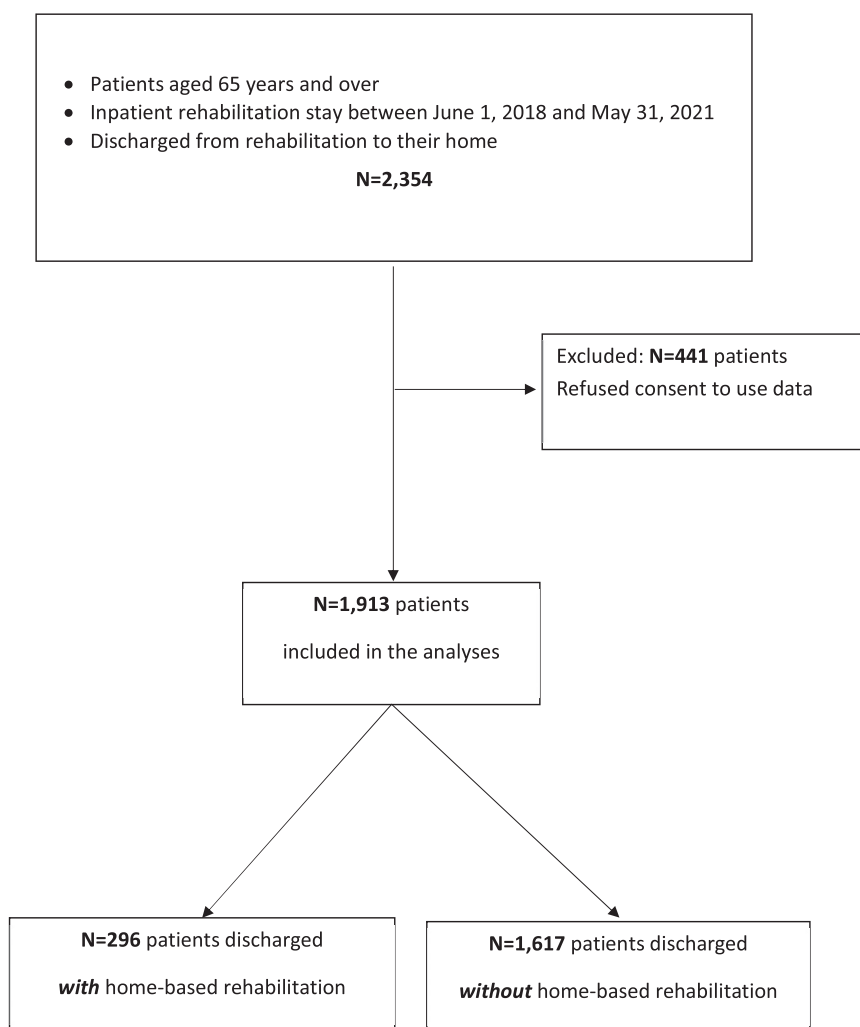 • Patients aged 65 years and over
• Inpatient rehabilitation stay between June 1, 2018 and May 31, 2021
• Discharged from rehabilitation to their home
N=2,354
Excluded: N=441 patients
Refused consent to use data
N=1,913 patients
included in the analyses
N=296 patients discharged
with home-based rehabilitation
N=1,617 patients discharged
without home-based rehabilitation